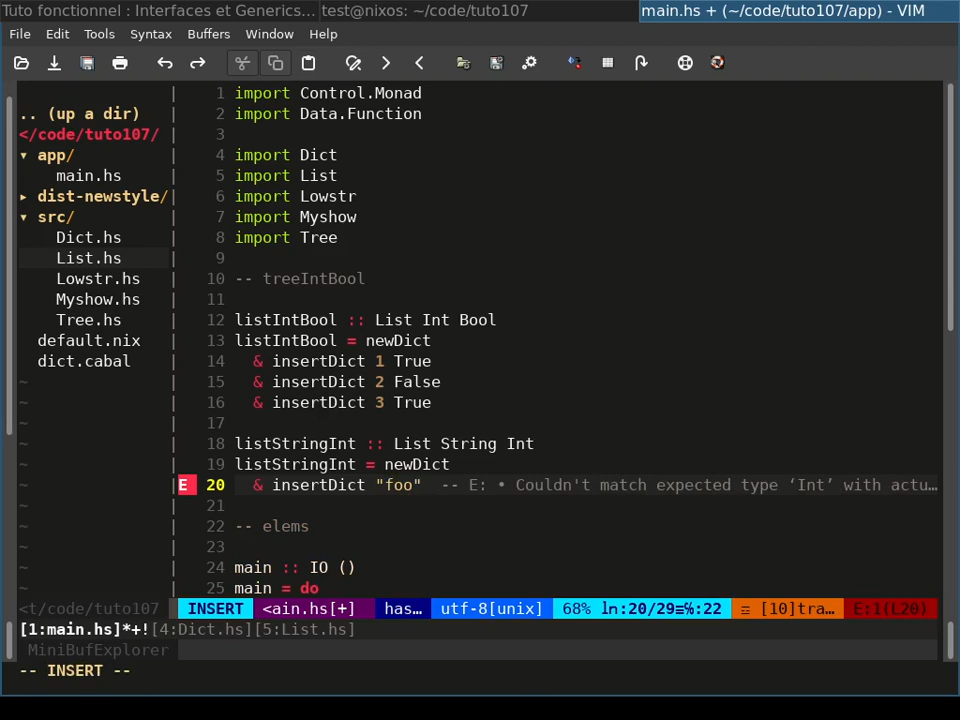 Tuto fonctionnel : Interfaces et Generics... test@nixos: ~/code/tuto107 main.hs + (~/code/tuto107/app) - VIM
File Edit Tools Syntax Buffers Window Help
1 import Control.Monad
.. (up a dir) 2 import Data.Function
</code/tuto107/ 3
▾ app/ 4 import Dict
main.hs 5 import List
▸ dist-newstyle/ 6 import Lowstr
▾ src/ 7 import Myshow
Dict.hs 8 import Tree
List.hs 9
Lowstr.hs 10 -- treeIntBool
Myshow.hs 11
Tree.hs 12 listIntBool :: List Int Bool
default.nix 13 listIntBool = newDict
dict.cabal 14 & insertDict 1 True
~ 15 & insertDict 2 False
~ 16 & insertDict 3 True
~ 17
~ 18 listStringInt :: List String Int
~ 19 listStringInt = newDict
~ E 20 & insertDict "foo" -- E: • Couldn't match expected type ‘Int’ with actu…
~ 21
~ 22 -- elems
~ 23
~ 24 main :: IO ()
~ 25 main = do
<t/code/tuto107 INSERT <ain.hs[+] has… utf-8[unix] 68% ln:20/29≡℅:22 ☲ [10]tra… E:1(L20)
[1:main.hs]*+![4:Dict.hs][5:List.hs]
MiniBufExplorer
-- INSERT --